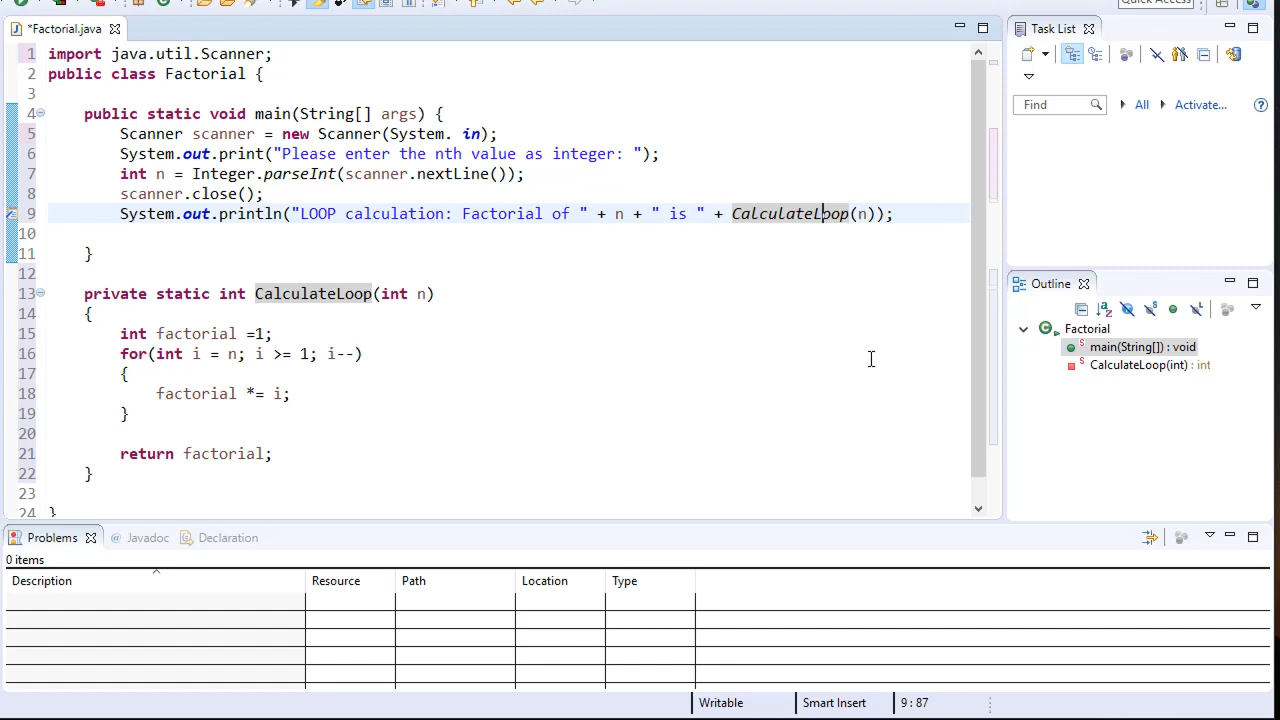 Quick Access
*Factorial.java
1 import java.util.Scanner;
2 public class Factorial {
3
4 public static void main(String[] args) {
5 Scanner scanner = new Scanner(System. in);
6 System.out.print("Please enter the nth value as integer: ");
7 int n = Integer.parseInt(scanner.nextLine());
8 scanner.close();
9 System.out.println("LOOP calculation: Factorial of " + n + " is " + CalculateLoop(n));
10
11 }
12
13 private static int CalculateLoop(int n)
14 {
15 int factorial =1;
16 for(int i = n; i >= 1; i--)
17 {
18 factorial *= i;
19 }
20
21 return factorial;
22 }
23
24 }
Task List
Find All Activate...
Outline
Factorial
main(String[]) : void
CalculateLoop(int) : int
Problems @ Javadoc Declaration
0 items
Description Resource Path Location Type
Writable Smart Insert 9 : 87